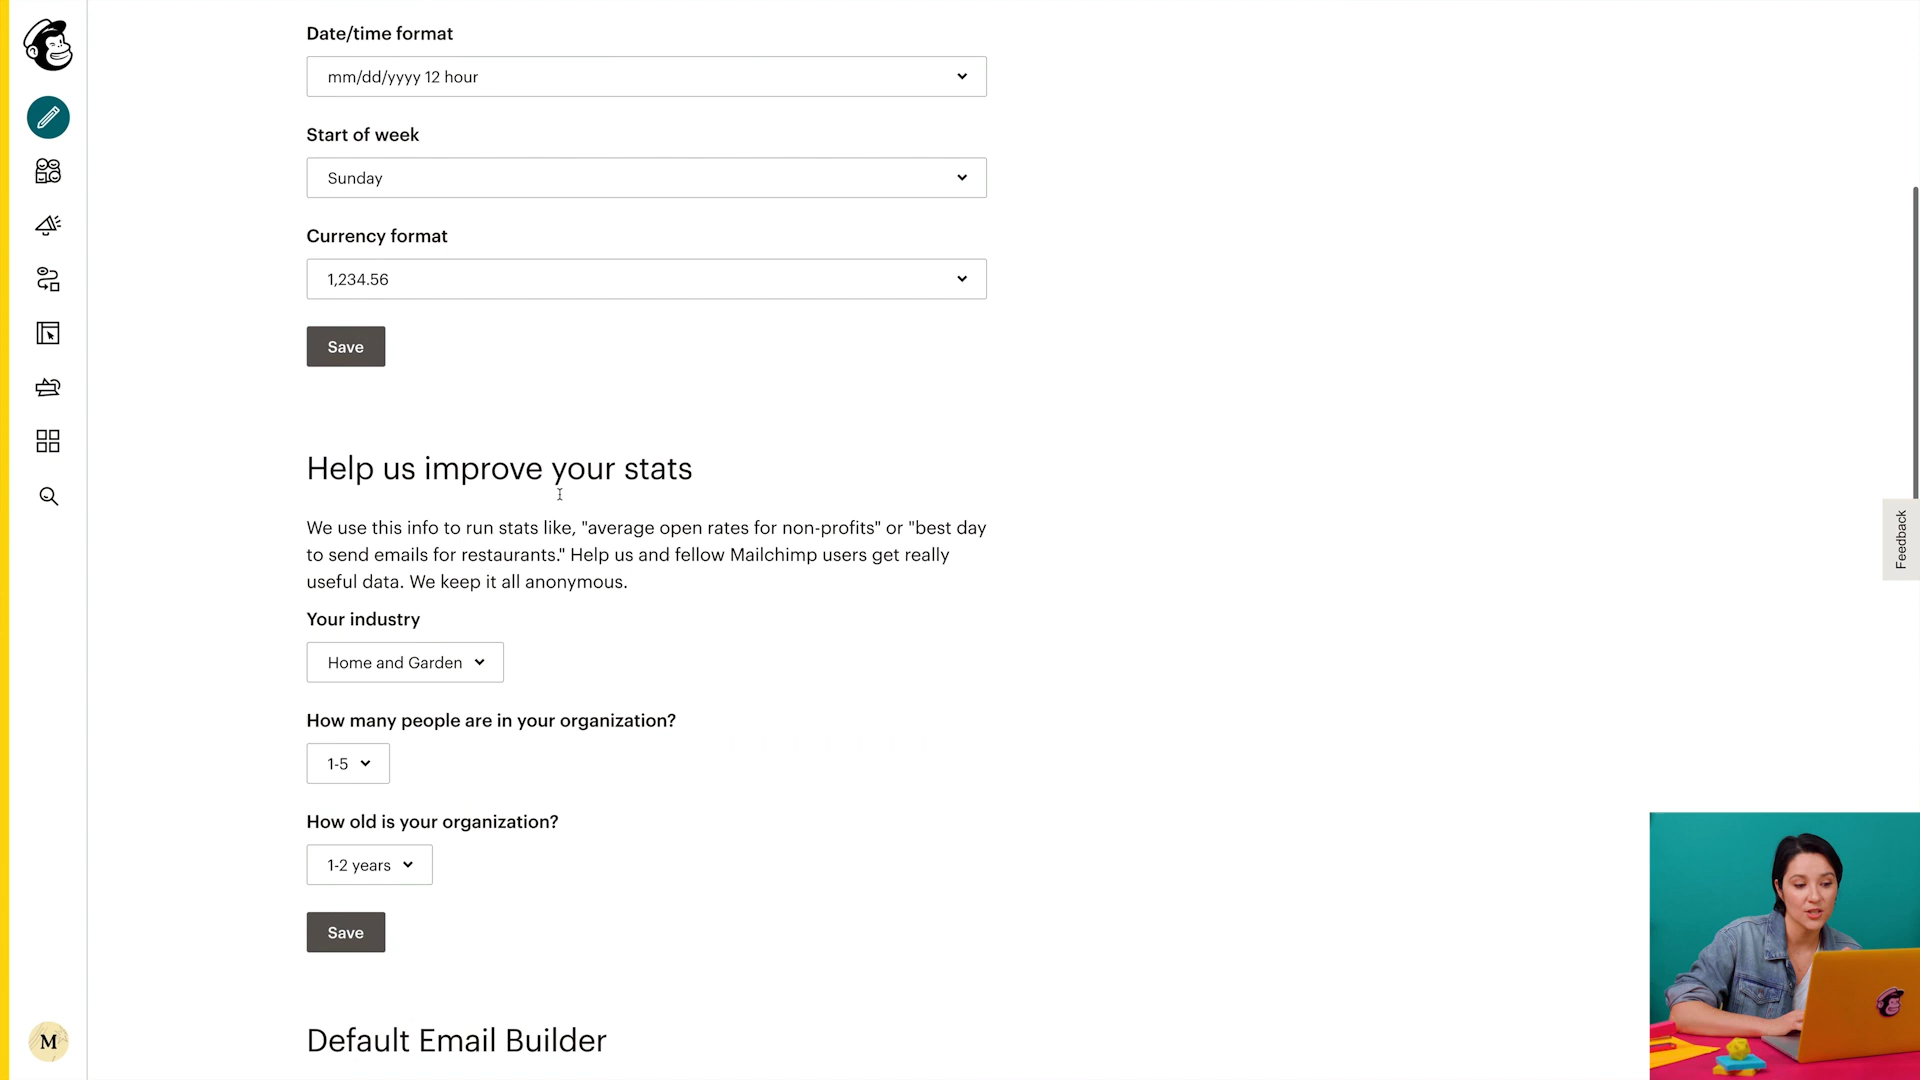 Date/time format
mm/dd/yyyy 12 hour
Start of week
Sunday
Currency format
1,234.56
Save
Help us improve your stats
We use this info to run stats like, "average open rates for non-profits" or "best day
to send emails for restaurants." Help us and fellow Mailchimp users get really
useful data. We keep it all anonymous.
Your industry
Home and Garden
How many people are in your organization?
1-5
How old is your organization?
1-2 years
Save
Default Email Builder
Feedback
M